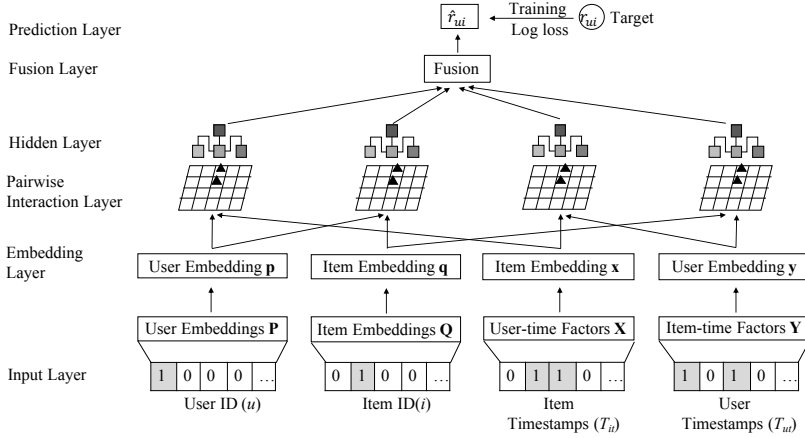 Prediction Layer
r̂ui
Training
Log loss
rui
Target
Fusion Layer
Fusion
Hidden Layer
Pairwise
Interaction Layer
Embedding
Layer
User Embedding p
Item Embedding q
Item Embedding x
User Embedding y
User Embeddings P
Item Embeddings Q
User-time Factors X
Item-time Factors Y
Input Layer
1 0 0 0 ...
0 1 0 0 ...
0 1 1 0 ...
1 0 1 0 ...
User ID (u)
Item ID(i)
Item
Timestamps (Tit)
User
Timestamps (Tut)